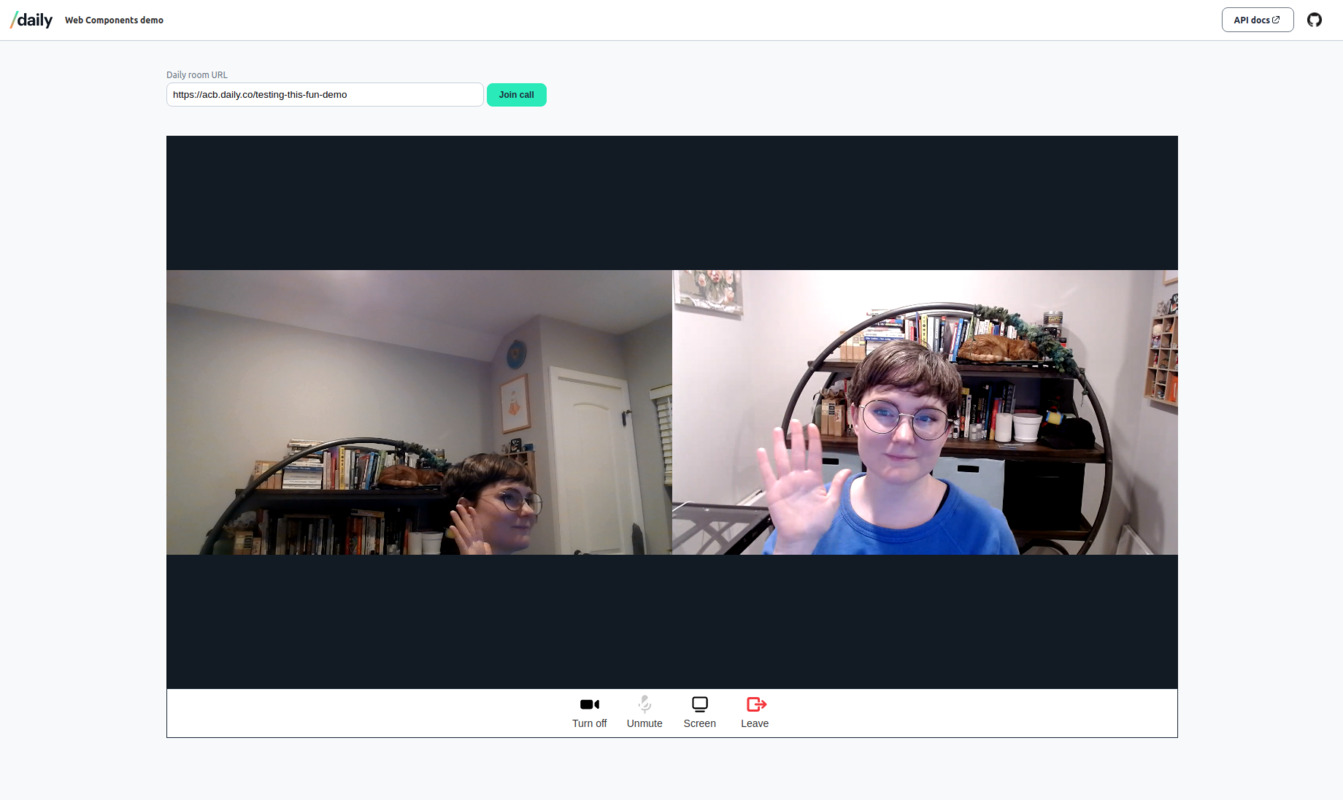 /daily
Web Components demo
API docs
Daily room URL
https://acb.daily.co/testing-this-fun-demo
Join call
Turn off
Unmute
Screen
Leave